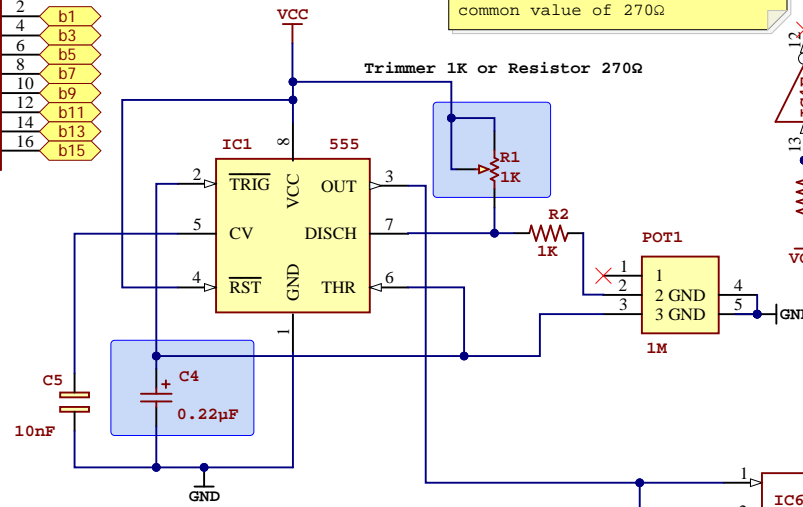 common value of 270Ω
2 b1
4 b3
6 b5
8 b7
10 b9
12 b11
14 b13
16 b15
VCC
Trimmer 1K or Resistor 270Ω
IC1
555
8
2
TRIG
VCC
OUT
3
5
CV
DISCH
7
4
RST
GND
THR
6
1
R1
1K
R2
1K
POT1
1
1
2
2 GND
4
3
3 GND
5
1M
GND
C5
10nF
C4
+
0.22µF
GND
12
13
1
IC6